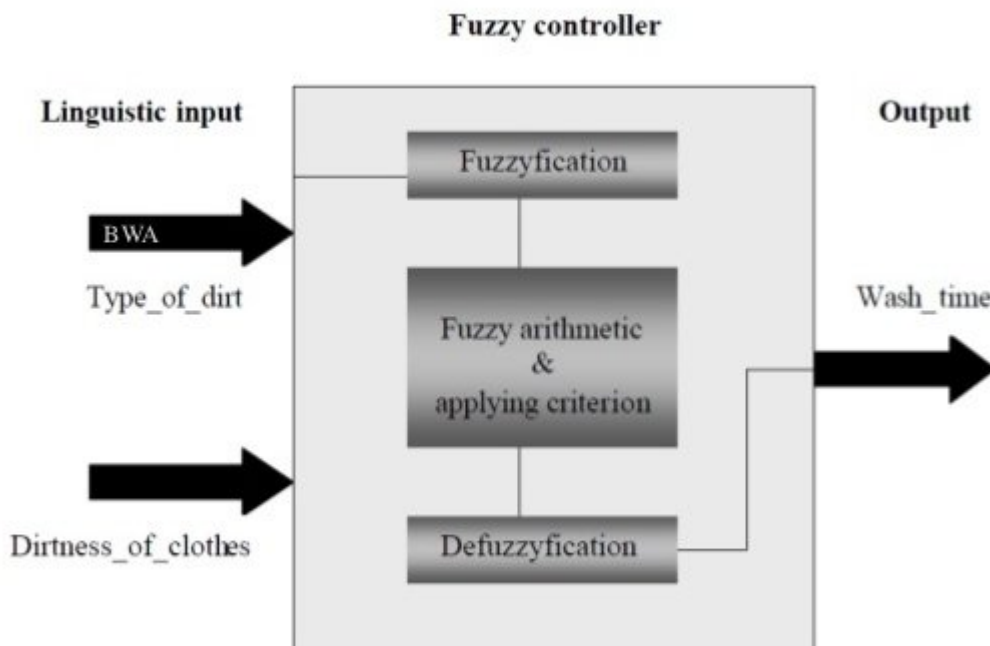 Fuzzy controller
Linguistic input
Output
Fuzzyfication
BWA
Type_of_dirt
Wash_time
Fuzzy arithmetic
&
applying criterion
Defuzzyfication
Dirtness_of_clothes